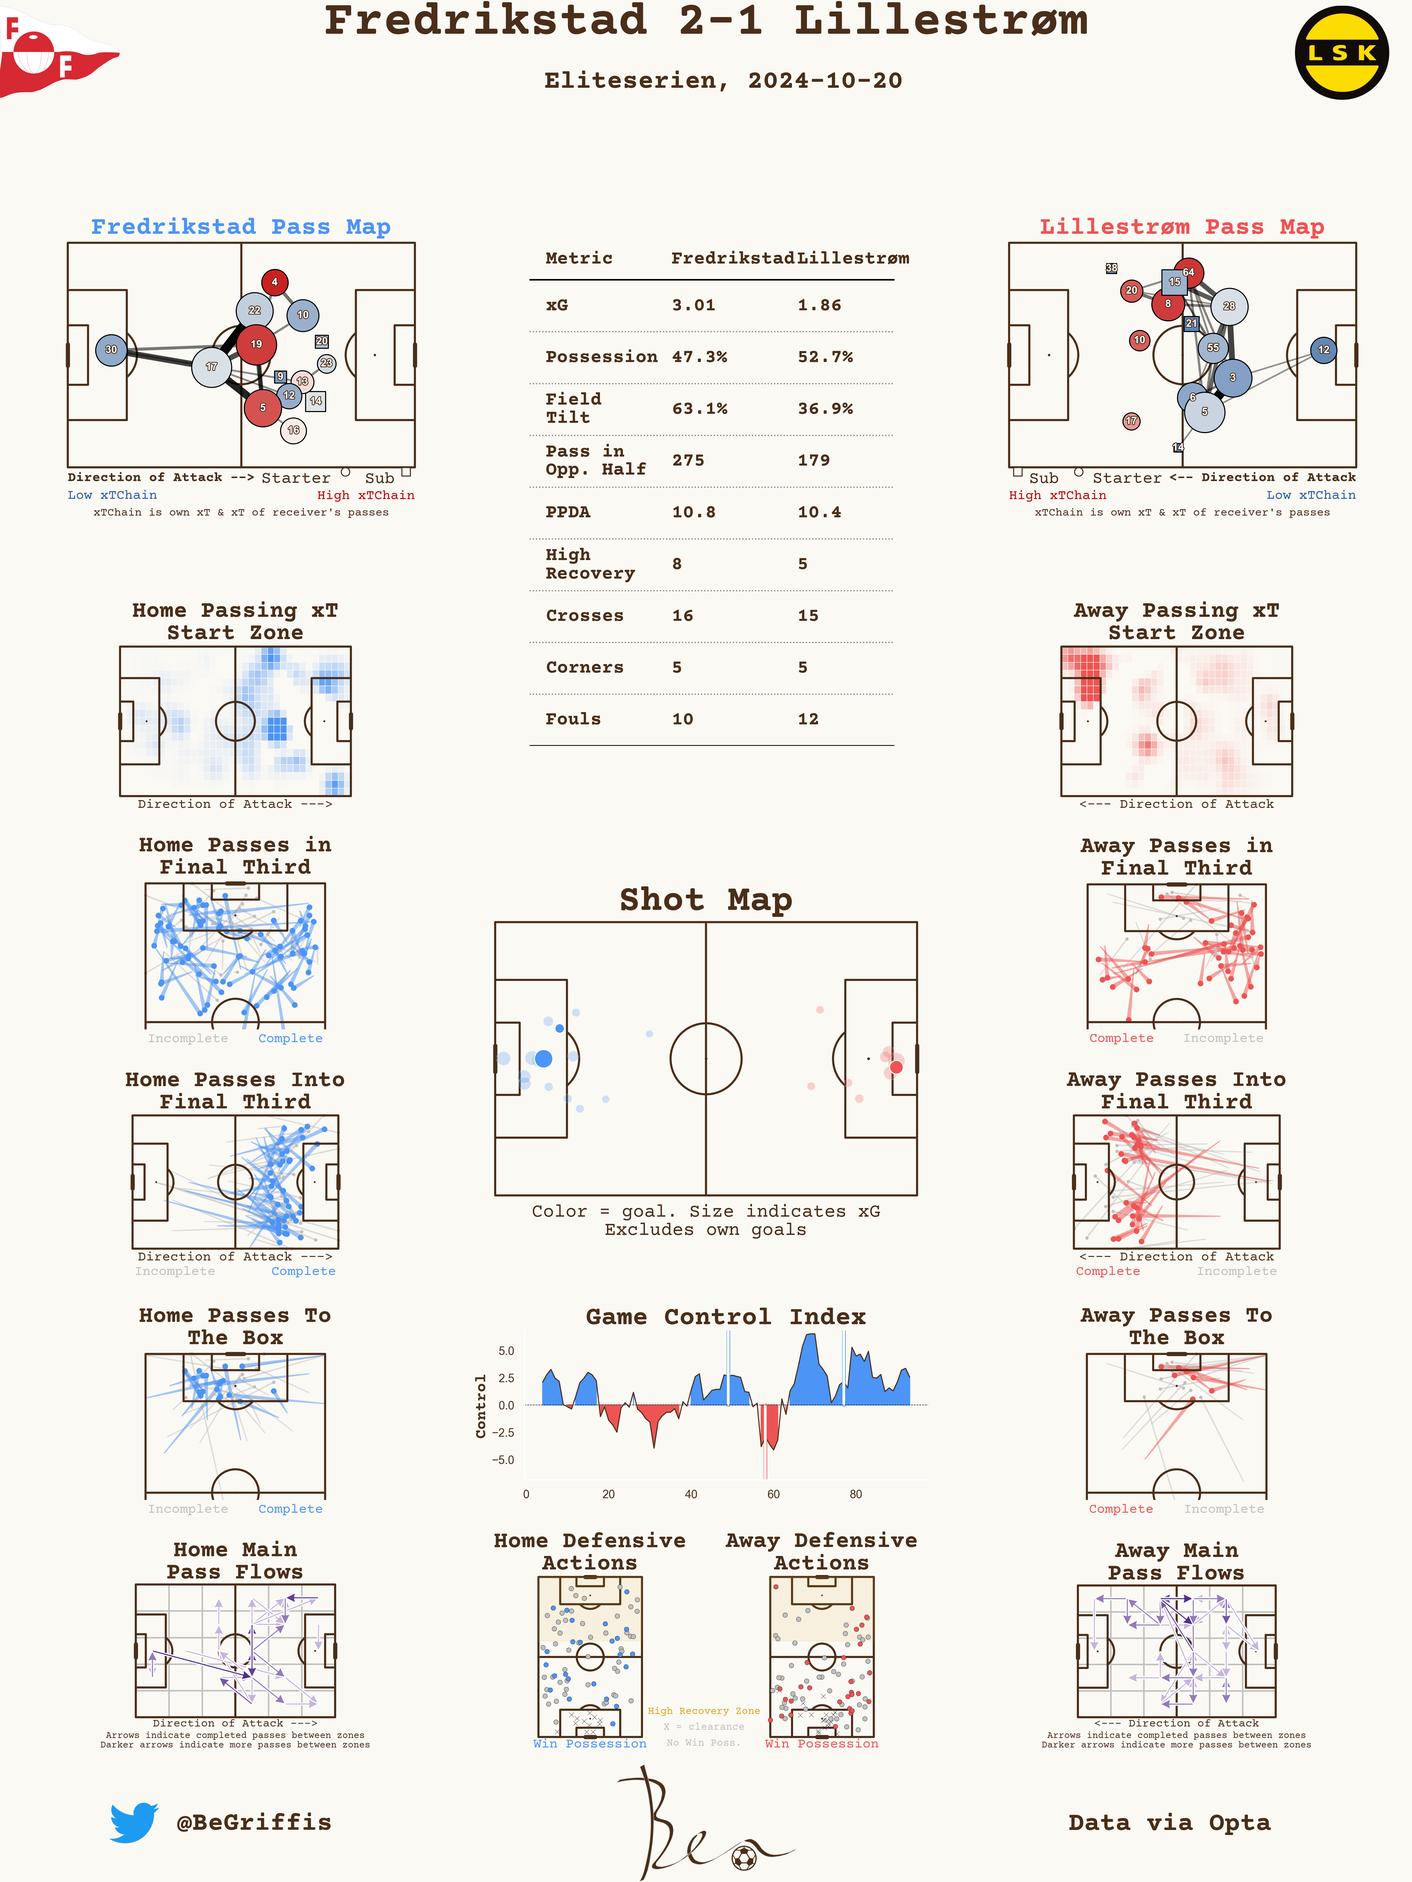 Fredrikstad 2-1 Lillestrøm
Eliteserien, 2024-10-20
F
F
LSK
Fredrikstad Pass Map
4
22
10
19
20
30
17
23
9
13
12
14
5
16
Direction of Attack --> Starter Sub
Low xTChain High xTChain
xTChain is own xT & xT of receiver's passes
Metric Fredrikstad Lillestrøm
xG 3.01 1.86
Possession 47.3% 52.7%
Field
Tilt 63.1% 36.9%
Pass in
Opp. Half 275 179
PPDA 10.8 10.4
High
Recovery 8 5
Crosses 16 15
Corners 5 5
Fouls 10 12
Lillestrøm Pass Map
38
64
15
20
8
28
21
10
55
12
3
6
5
17
14
Sub Starter <-- Direction of Attack
High xTChain Low xTChain
xTChain is own xT & xT of receiver's passes
Home Passing xT
Start Zone
Direction of Attack --->
Away Passing xT
Start Zone
<--- Direction of Attack
Home Passes in
Final Third
Incomplete Complete
Away Passes in
Final Third
Complete Incomplete
Shot Map
Color = goal. Size indicates xG
Excludes own goals
Home Passes Into
Final Third
Direction of Attack --->
Incomplete Complete
Away Passes Into
Final Third
<--- Direction of Attack
Complete Incomplete
Home Passes To
The Box
Incomplete Complete
Game Control Index
Control
5.0
2.5
0.0
−2.5
−5.0
0 20 40 60 80
Away Passes To
The Box
Complete Incomplete
Home Main
Pass Flows
Direction of Attack --->
Arrows indicate completed passes between zones
Darker arrows indicate more passes between zones
Home Defensive
Actions
Win Possession
High Recovery Zone
X = clearance
No Win Poss.
Away Defensive
Actions
Win Possession
Away Main
Pass Flows
<--- Direction of Attack
Arrows indicate completed passes between zones
Darker arrows indicate more passes between zones
@BeGriffis
Ben
Data via Opta